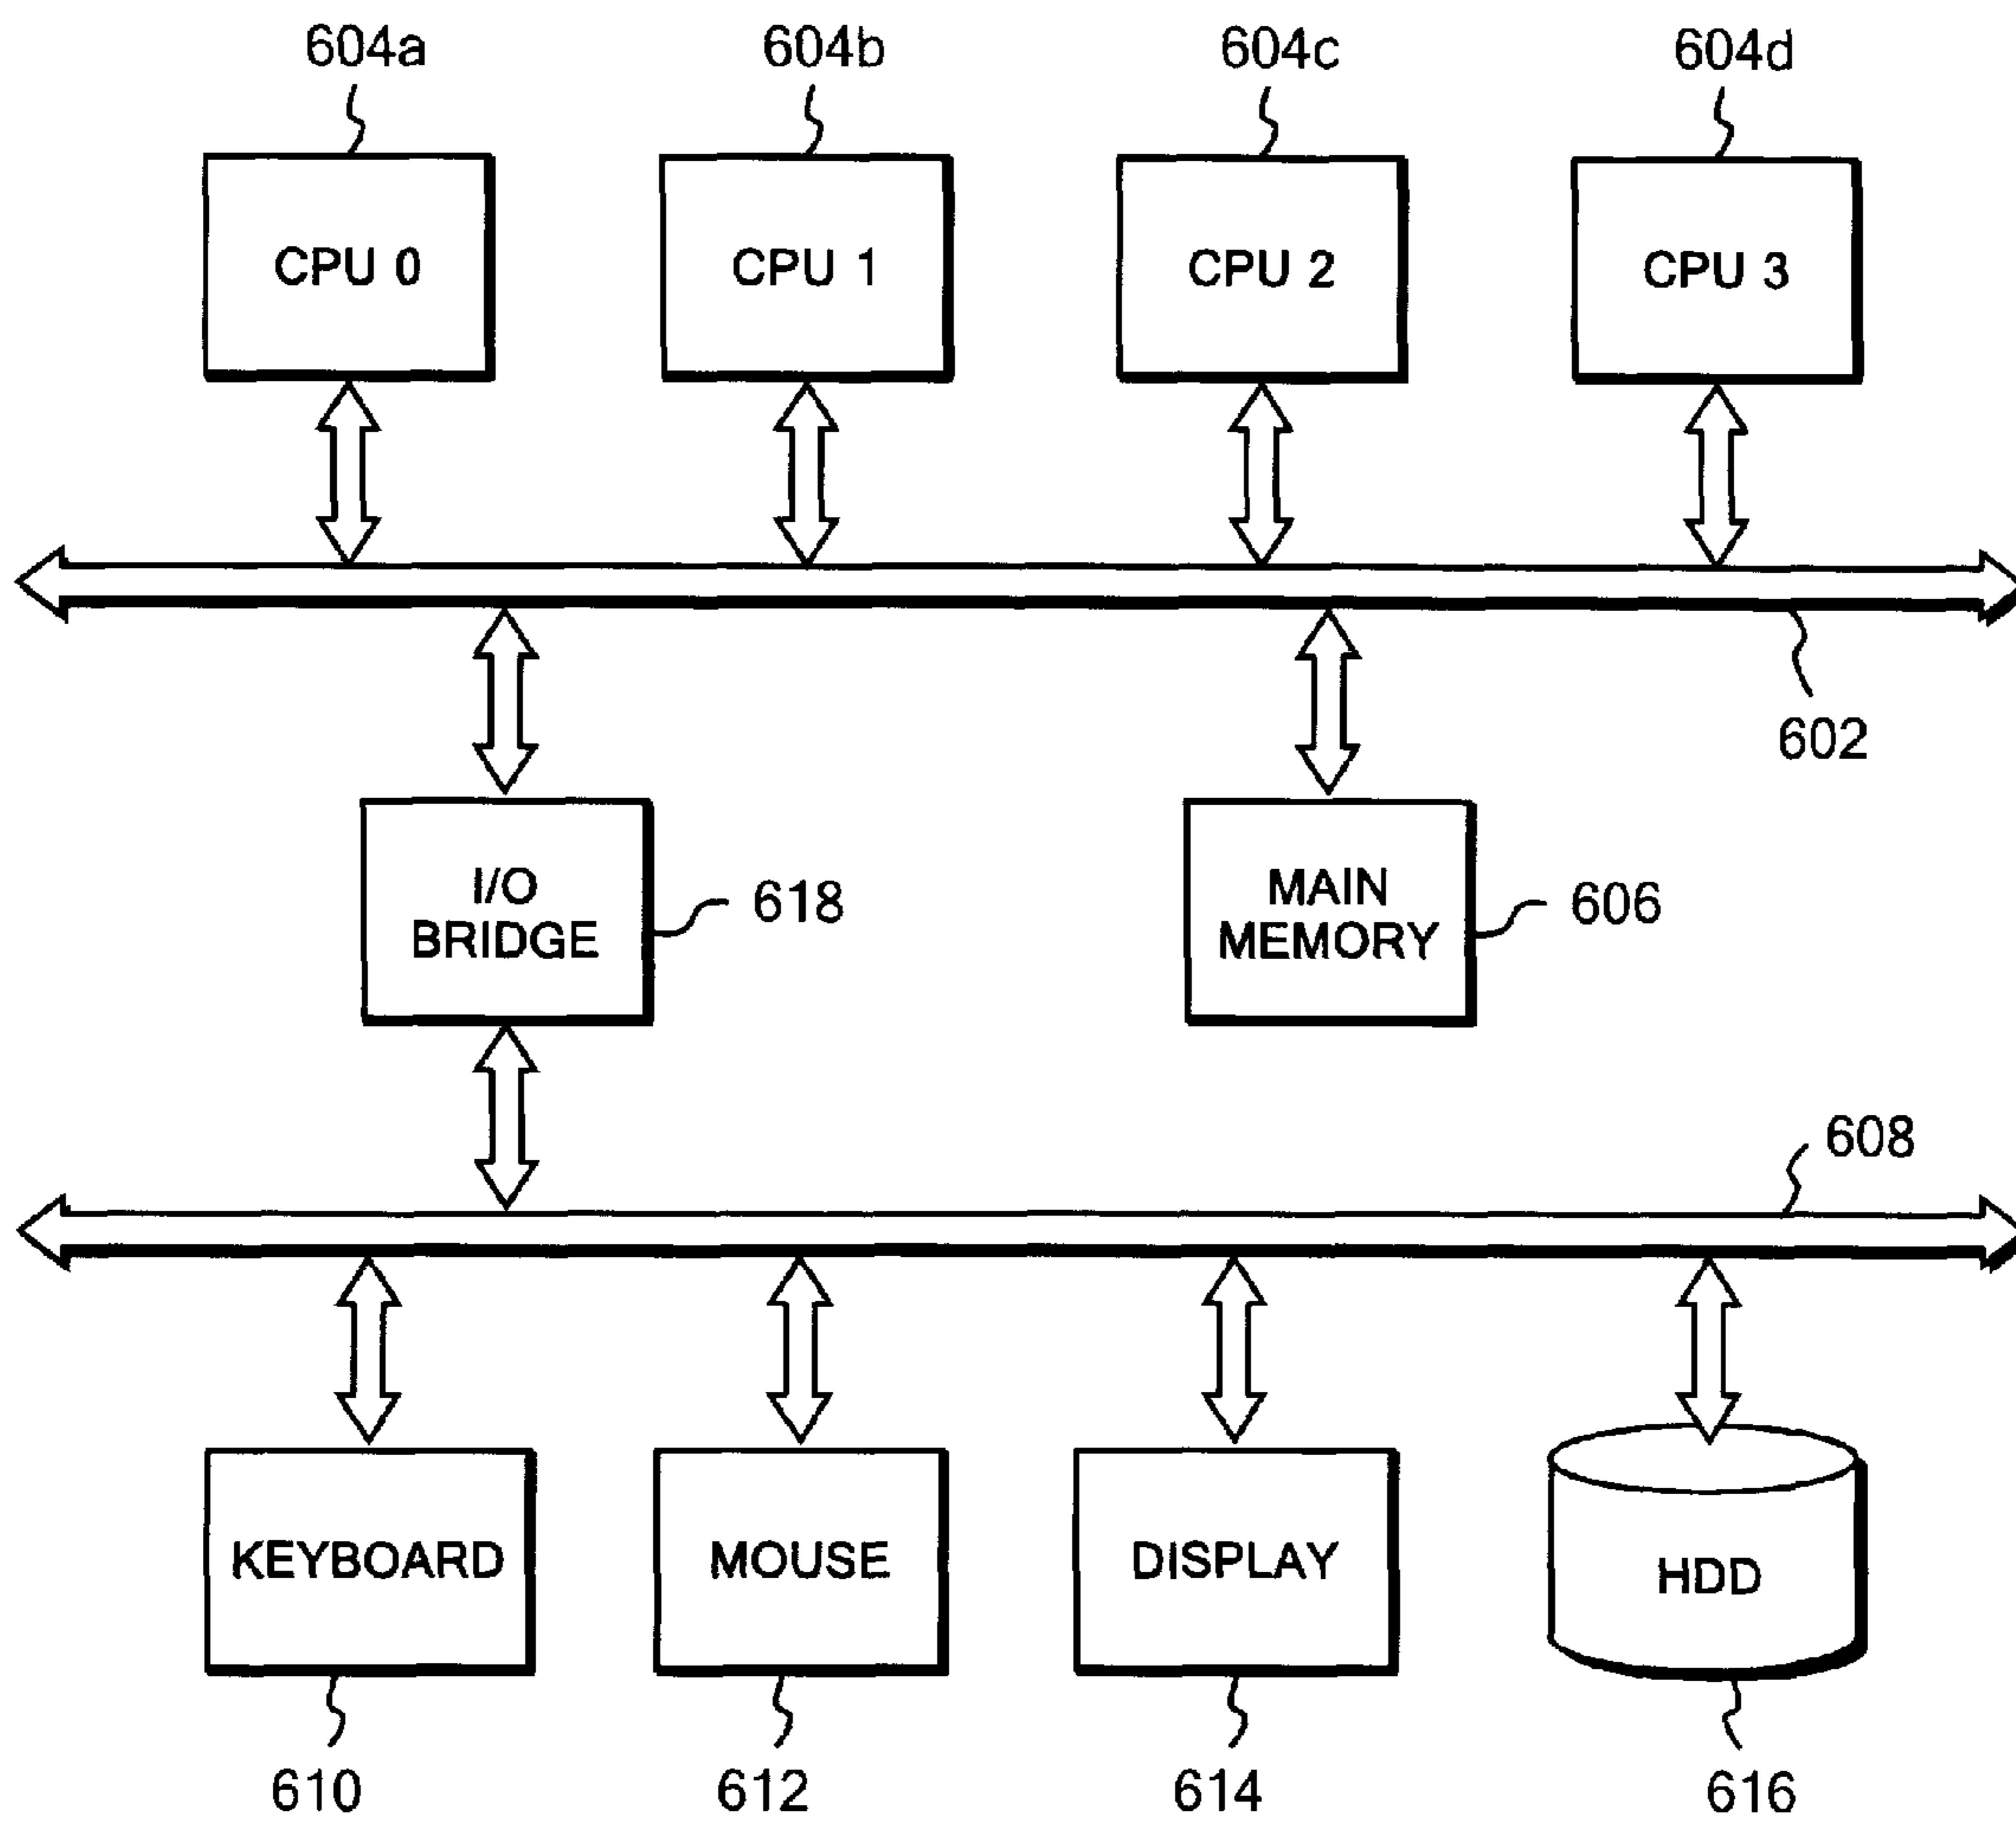 604a
604b
604c
604d
CPU 0
CPU 1
CPU 2
CPU 3
602
I/O
BRIDGE
618
MAIN
MEMORY
606
608
KEYBOARD
MOUSE
DISPLAY
HDD
610
612
614
616